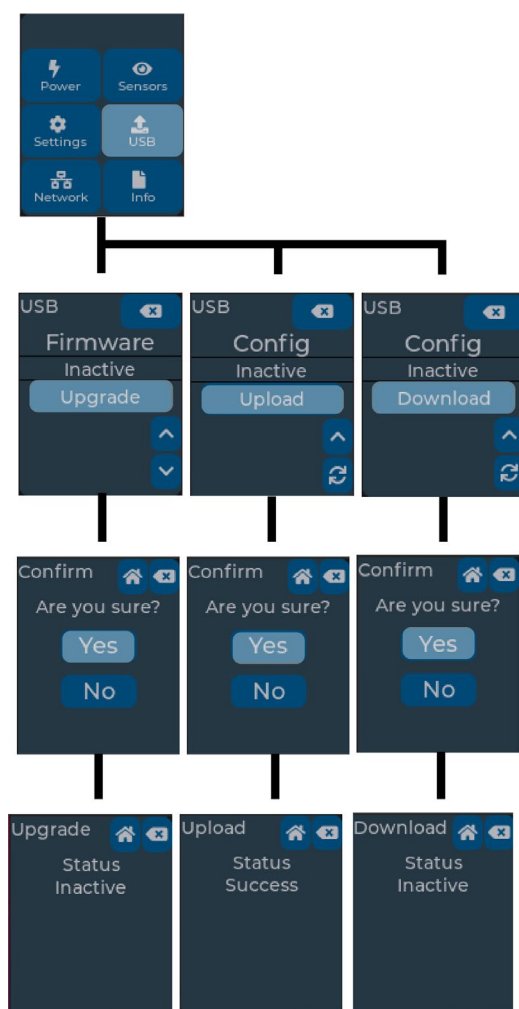 Power Sensors
Settings USB
Network Info
USB
Firmware
Inactive
Upgrade
USB
Config
Inactive
Upload
USB
Config
Inactive
Download
Confirm
Are you sure?
Yes
No
Confirm
Are you sure?
Yes
No
Confirm
Are you sure?
Yes
No
Upgrade
Status
Inactive
Upload
Status
Success
Download
Status
Inactive